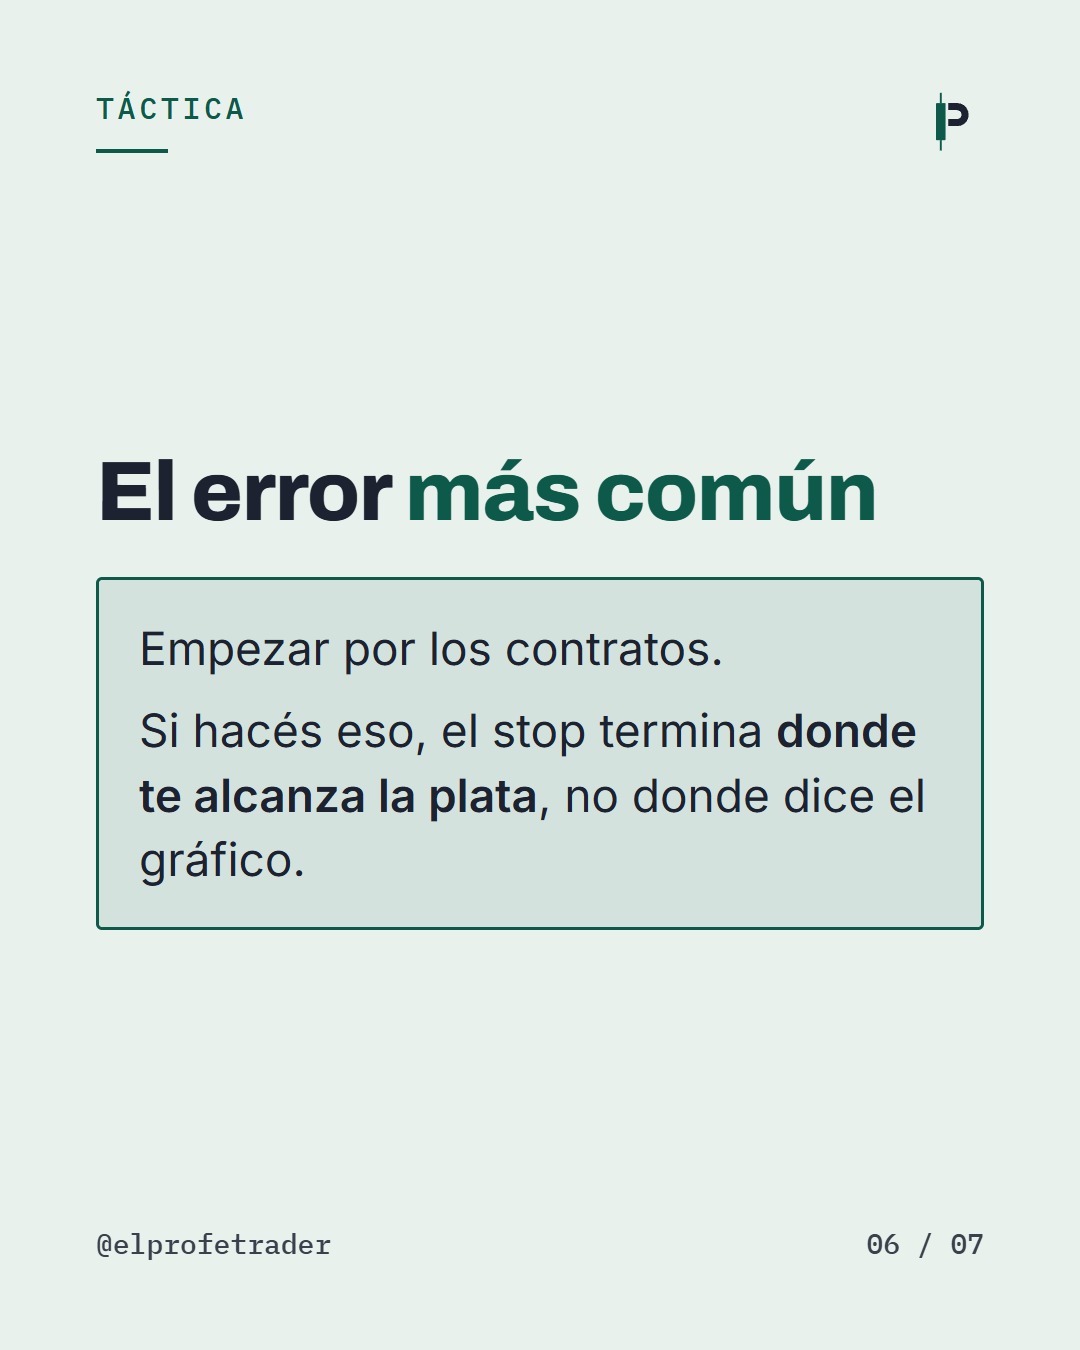 TÁCTICA
El error más común
Empezar por los contratos.
Si hacés eso, el stop termina donde
te alcanza la plata, no donde dice el
gráfico.
@elprofetrader
06 / 07